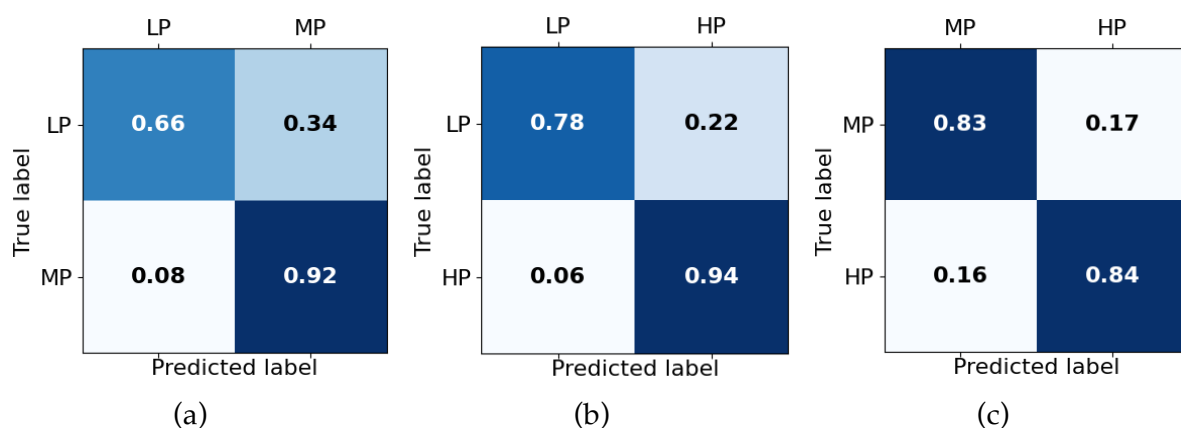 LP MP
True label
LP 0.66 0.34
MP 0.08 0.92
Predicted label
(a)
LP HP
True label
LP 0.78 0.22
HP 0.06 0.94
Predicted label
(b)
MP HP
True label
MP 0.83 0.17
HP 0.16 0.84
Predicted label
(c)